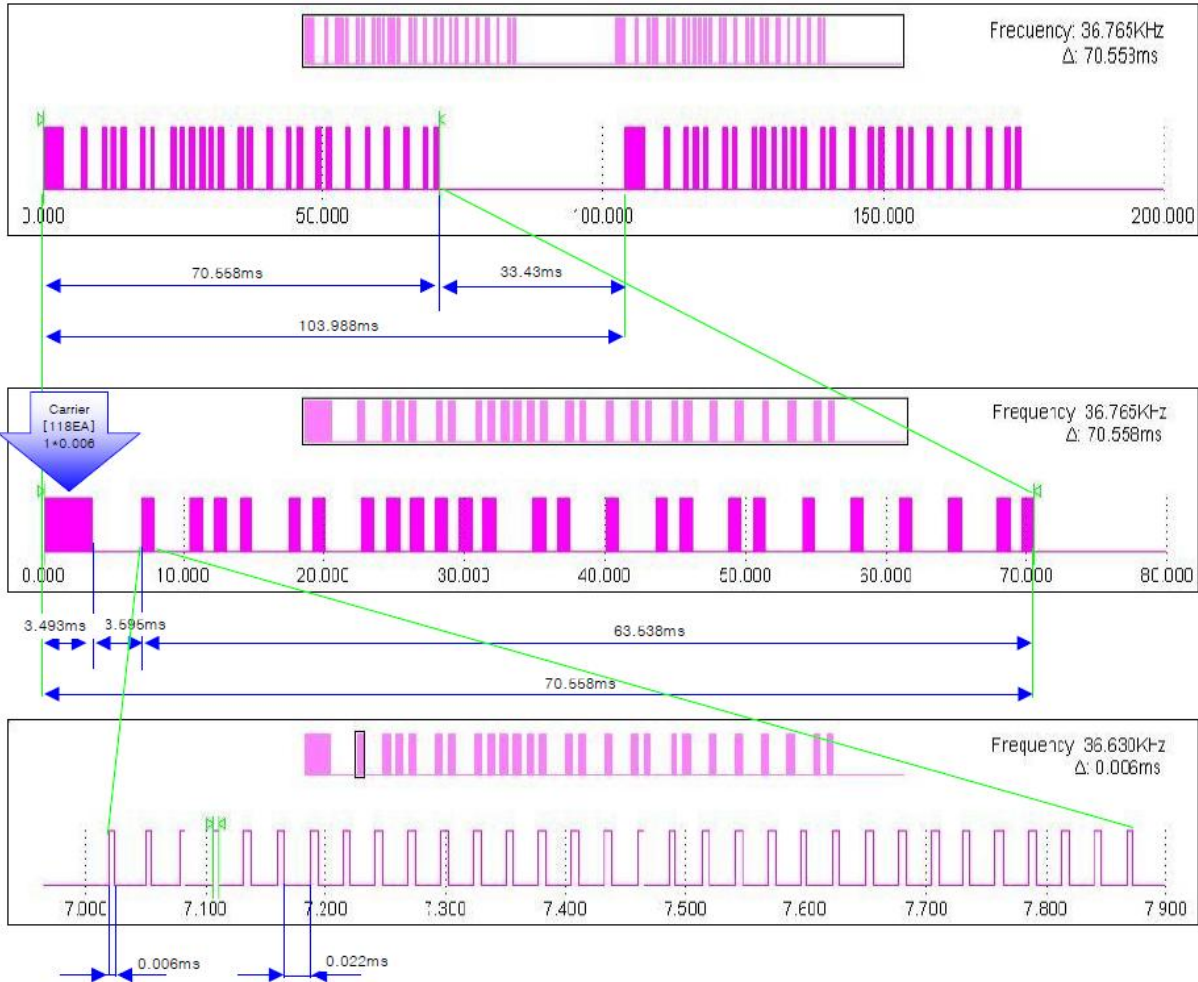 Frecuency: 36.765KHz
Δ: 70.553ms
0.000 50.000 100.000 150.000 200.000
70.558ms 33.43ms
103.988ms
Carrier
[118EA]
1*0.006
Frequency 36.765KHz
Δ: 70.558ms
0.000 10.000 20.000 30.000 40.000 50.000 60.000 70.000 80.000
3.493ms 3.595ms 63.538ms
70.558ms
Frequency 36.630KHz
Δ: 0.006ms
7.000 7.100 7.200 7.300 7.400 7.500 7.600 7.700 7.800 7.900
0.006ms 0.022ms